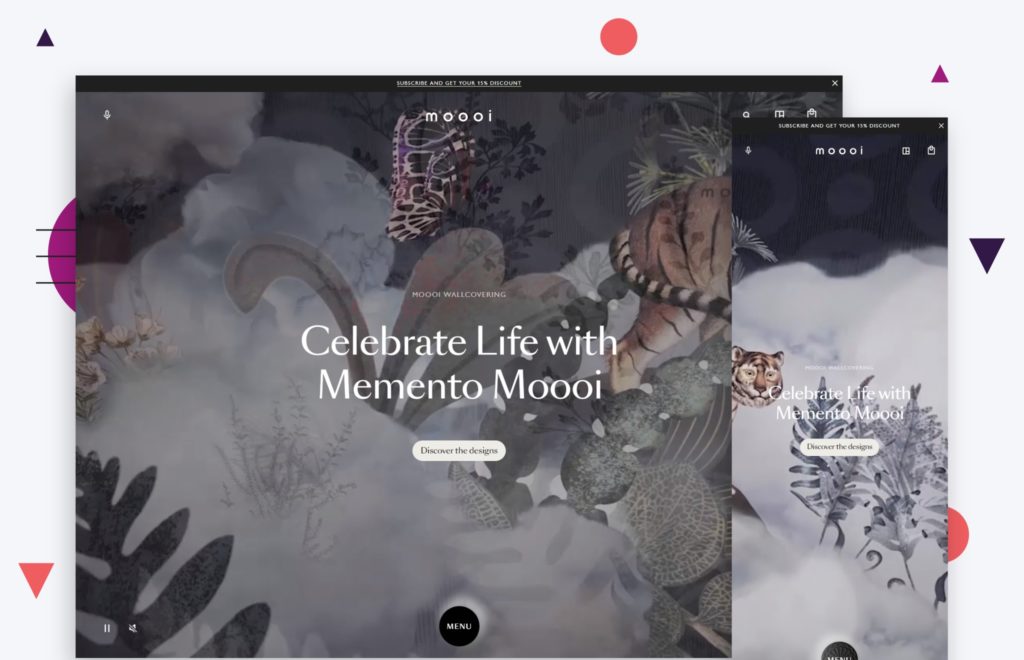 SUBSCRIBE AND GET YOUR 15% DISCOUNT
moooi
MOOOI WALLCOVERING
Celebrate Life with
Memento Moooi
Discover the designs
MENU
SUBSCRIBE AND GET YOUR 15% DISCOUNT
moooi
MOOOI WALLCOVERING
Celebrate Life with
Memento Moooi
Discover the designs
MENU